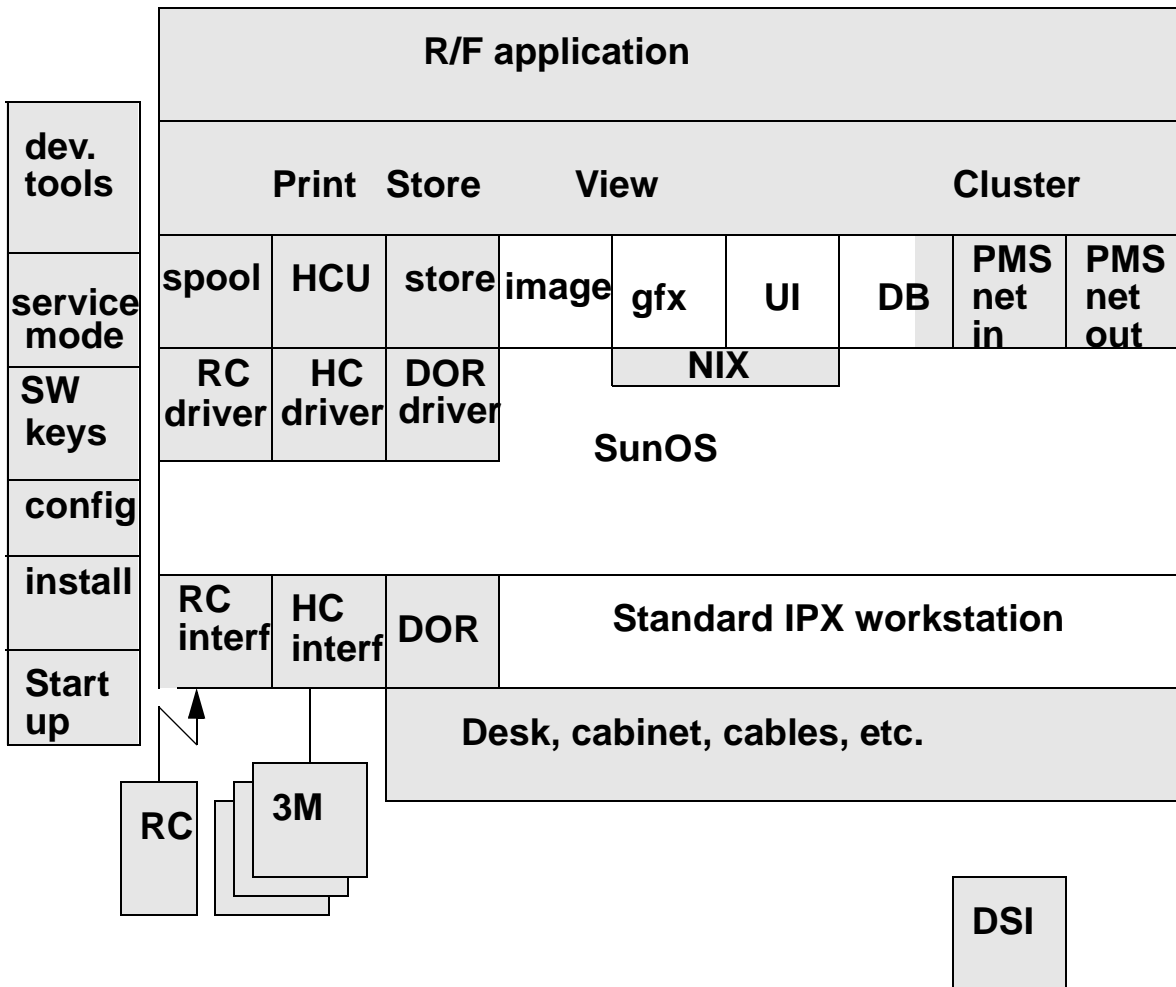 R/F application
dev.
tools
Print Store View Cluster
spool
HCU
store
image
gfx
UI
DB
PMS
net
in
PMS
net
out
service
mode
RC
driver
HC
driver
DOR
driver
NIX
SW
keys
SunOS
config
install
RC
interf
HC
interf
DOR
Standard IPX workstation
Start
up
Desk, cabinet, cables, etc.
RC
3M
DSI